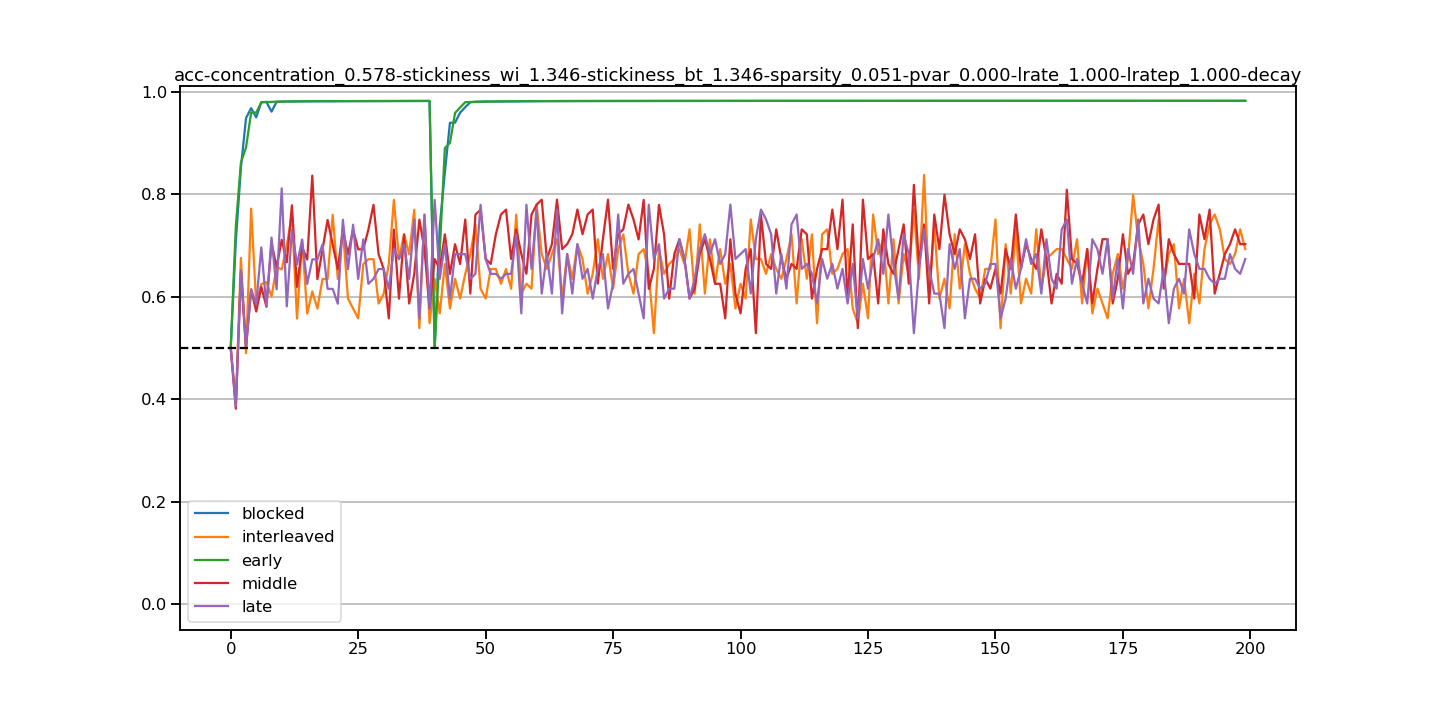 acc-concentration_0.578-stickiness_wi_1.346-stickiness_bt_1.346-sparsity_0.051-pvar_0.000-lrate_1.000-lratep_1.000-decay
1.0
0.8
0.6
0.4
0.2
0.0
blocked
interleaved
early
middle
late
0 25 50 75 100 125 150 175 200